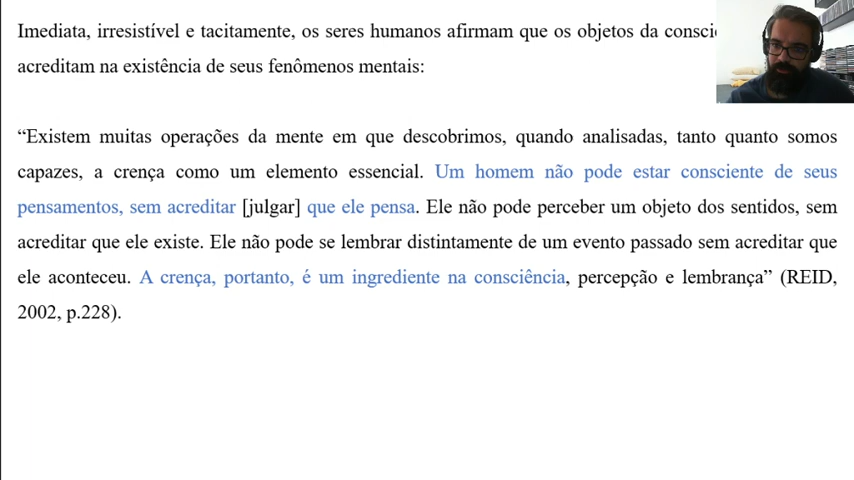 Imediata, irresistível e tacitamente, os seres humanos afirmam que os objetos da
acreditam na existência de seus fenômenos mentais:
“Existem muitas operações da mente em que descobrimos, quando analisadas, tanto quanto somos
capazes, a crença como um elemento essencial. Um homem não pode estar consciente de seus
pensamentos, sem acreditar [julgar] que ele pensa. Ele não pode perceber um objeto dos sentidos, sem
acreditar que ele existe. Ele não pode se lembrar distintamente de um evento passado sem acreditar que
ele aconteceu. A crença, portanto, é um ingrediente na consciência, percepção e lembrança” (REID,
2002, p.228).